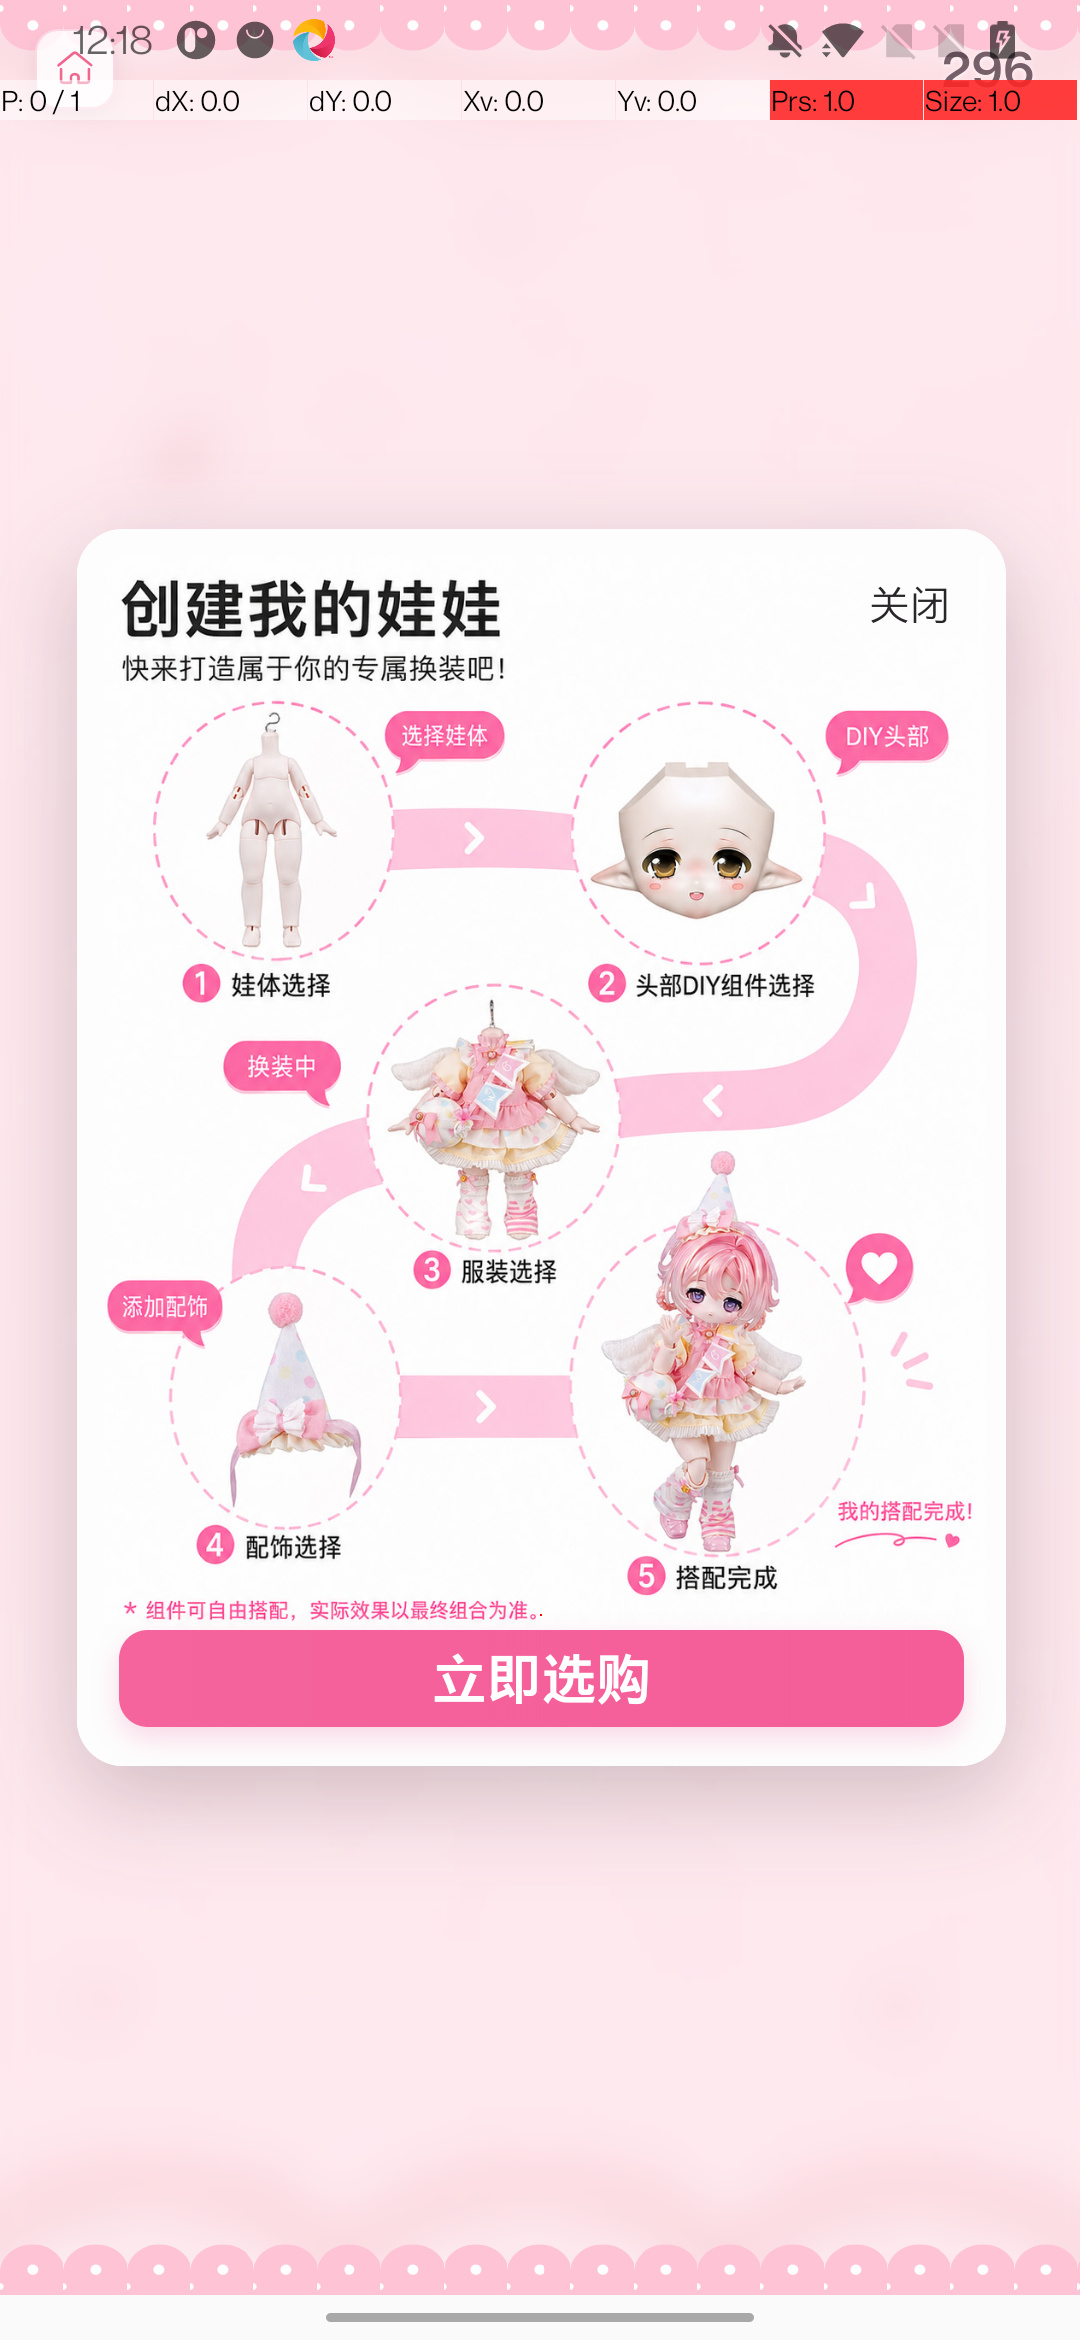 12:18
296
P: 0 / 1 dX: 0.0 dY: 0.0 Xv: 0.0 Yv: 0.0 Prs: 1.0 Size: 1.0
创建我的娃娃
关闭
快来打造属于你的专属换装吧！
选择娃体
DIY头部
1 娃体选择
2 头部DIY组件选择
换装中
3 服装选择
添加配饰
我的搭配完成！
4 配饰选择
5 搭配完成
* 组件可自由搭配，实际效果以最终组合为准。.
立即选购